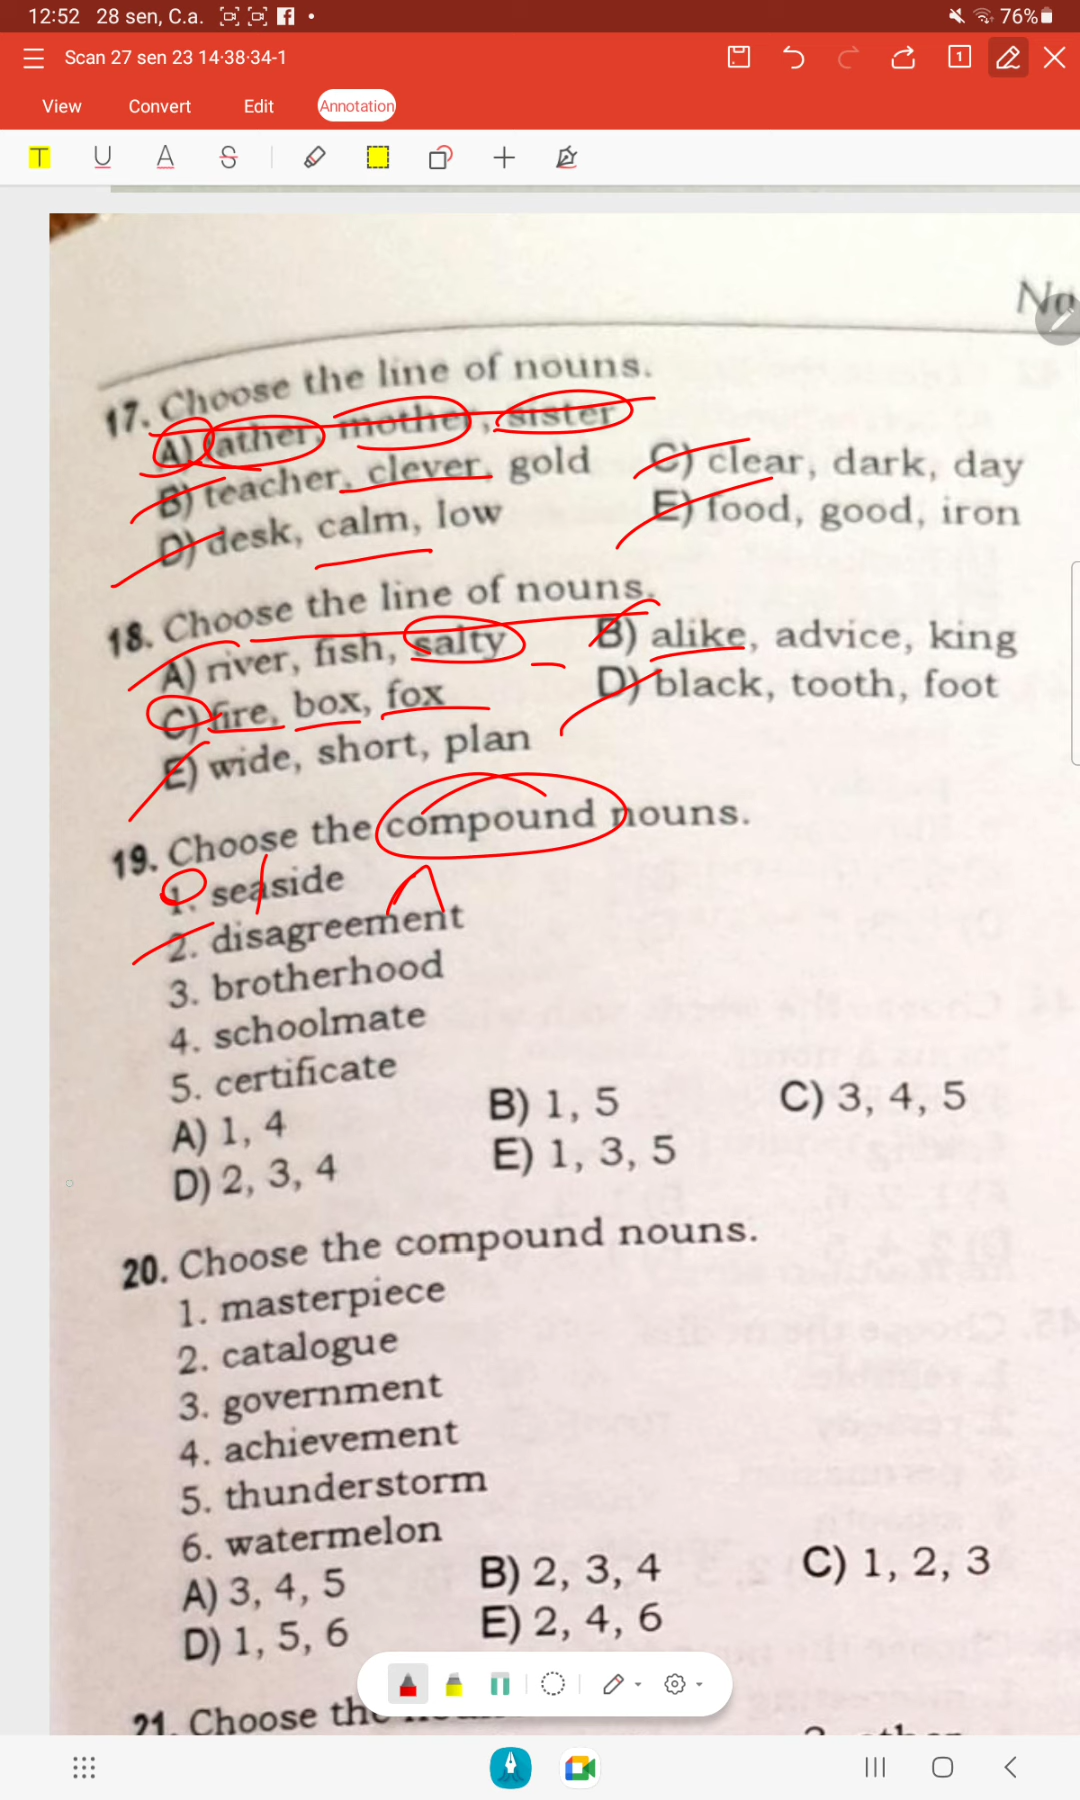 12:52 28 sen, C.a. 76%
Scan 27 sen 23 14-38-34-1
1
View Convert Edit Annotation
T U A S
17. Choose the line of nouns.
A) father, mother, sister
B) teacher, clever, gold C) clear, dark, day
D) desk, calm, low E) food, good, iron
18. Choose the line of nouns.
A) river, fish, salty B) alike, advice, king
C) fire, box, fox D) black, tooth, foot
E) wide, short, plan
19. Choose the compound nouns.
1. seaside
2. disagreement
3. brotherhood
4. schoolmate
5. certificate
A) 1, 4 B) 1, 5 C) 3, 4, 5
D) 2, 3, 4 E) 1, 3, 5
20. Choose the compound nouns.
1. masterpiece
2. catalogue
3. government
4. achievement
5. thunderstorm
6. watermelon
A) 3, 4, 5 B) 2, 3, 4 C) 1, 2, 3
D) 1, 5, 6 E) 2, 4, 6
21. Choose the